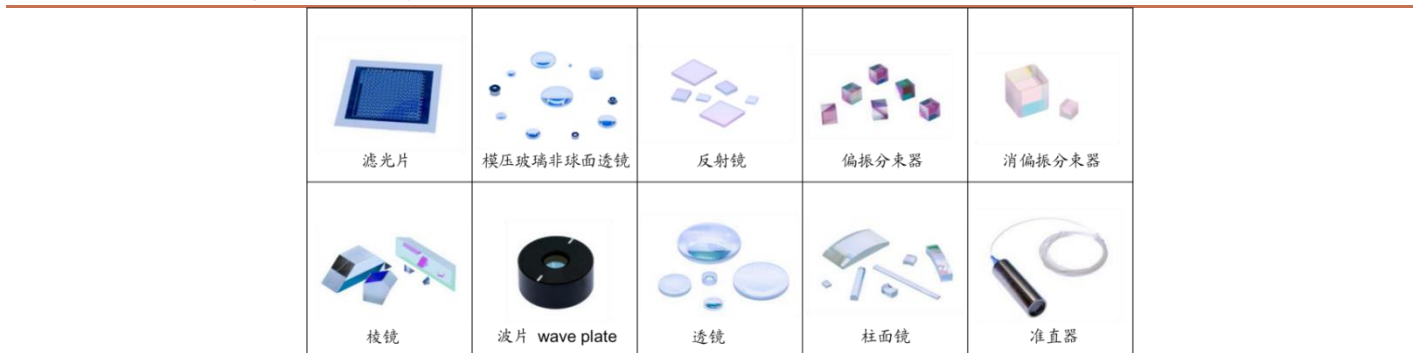 滤光片
模压玻璃非球面透镜
反射镜
偏振分束器
消偏振分束器
棱镜
波片 wave plate
透镜
柱面镜
准直器